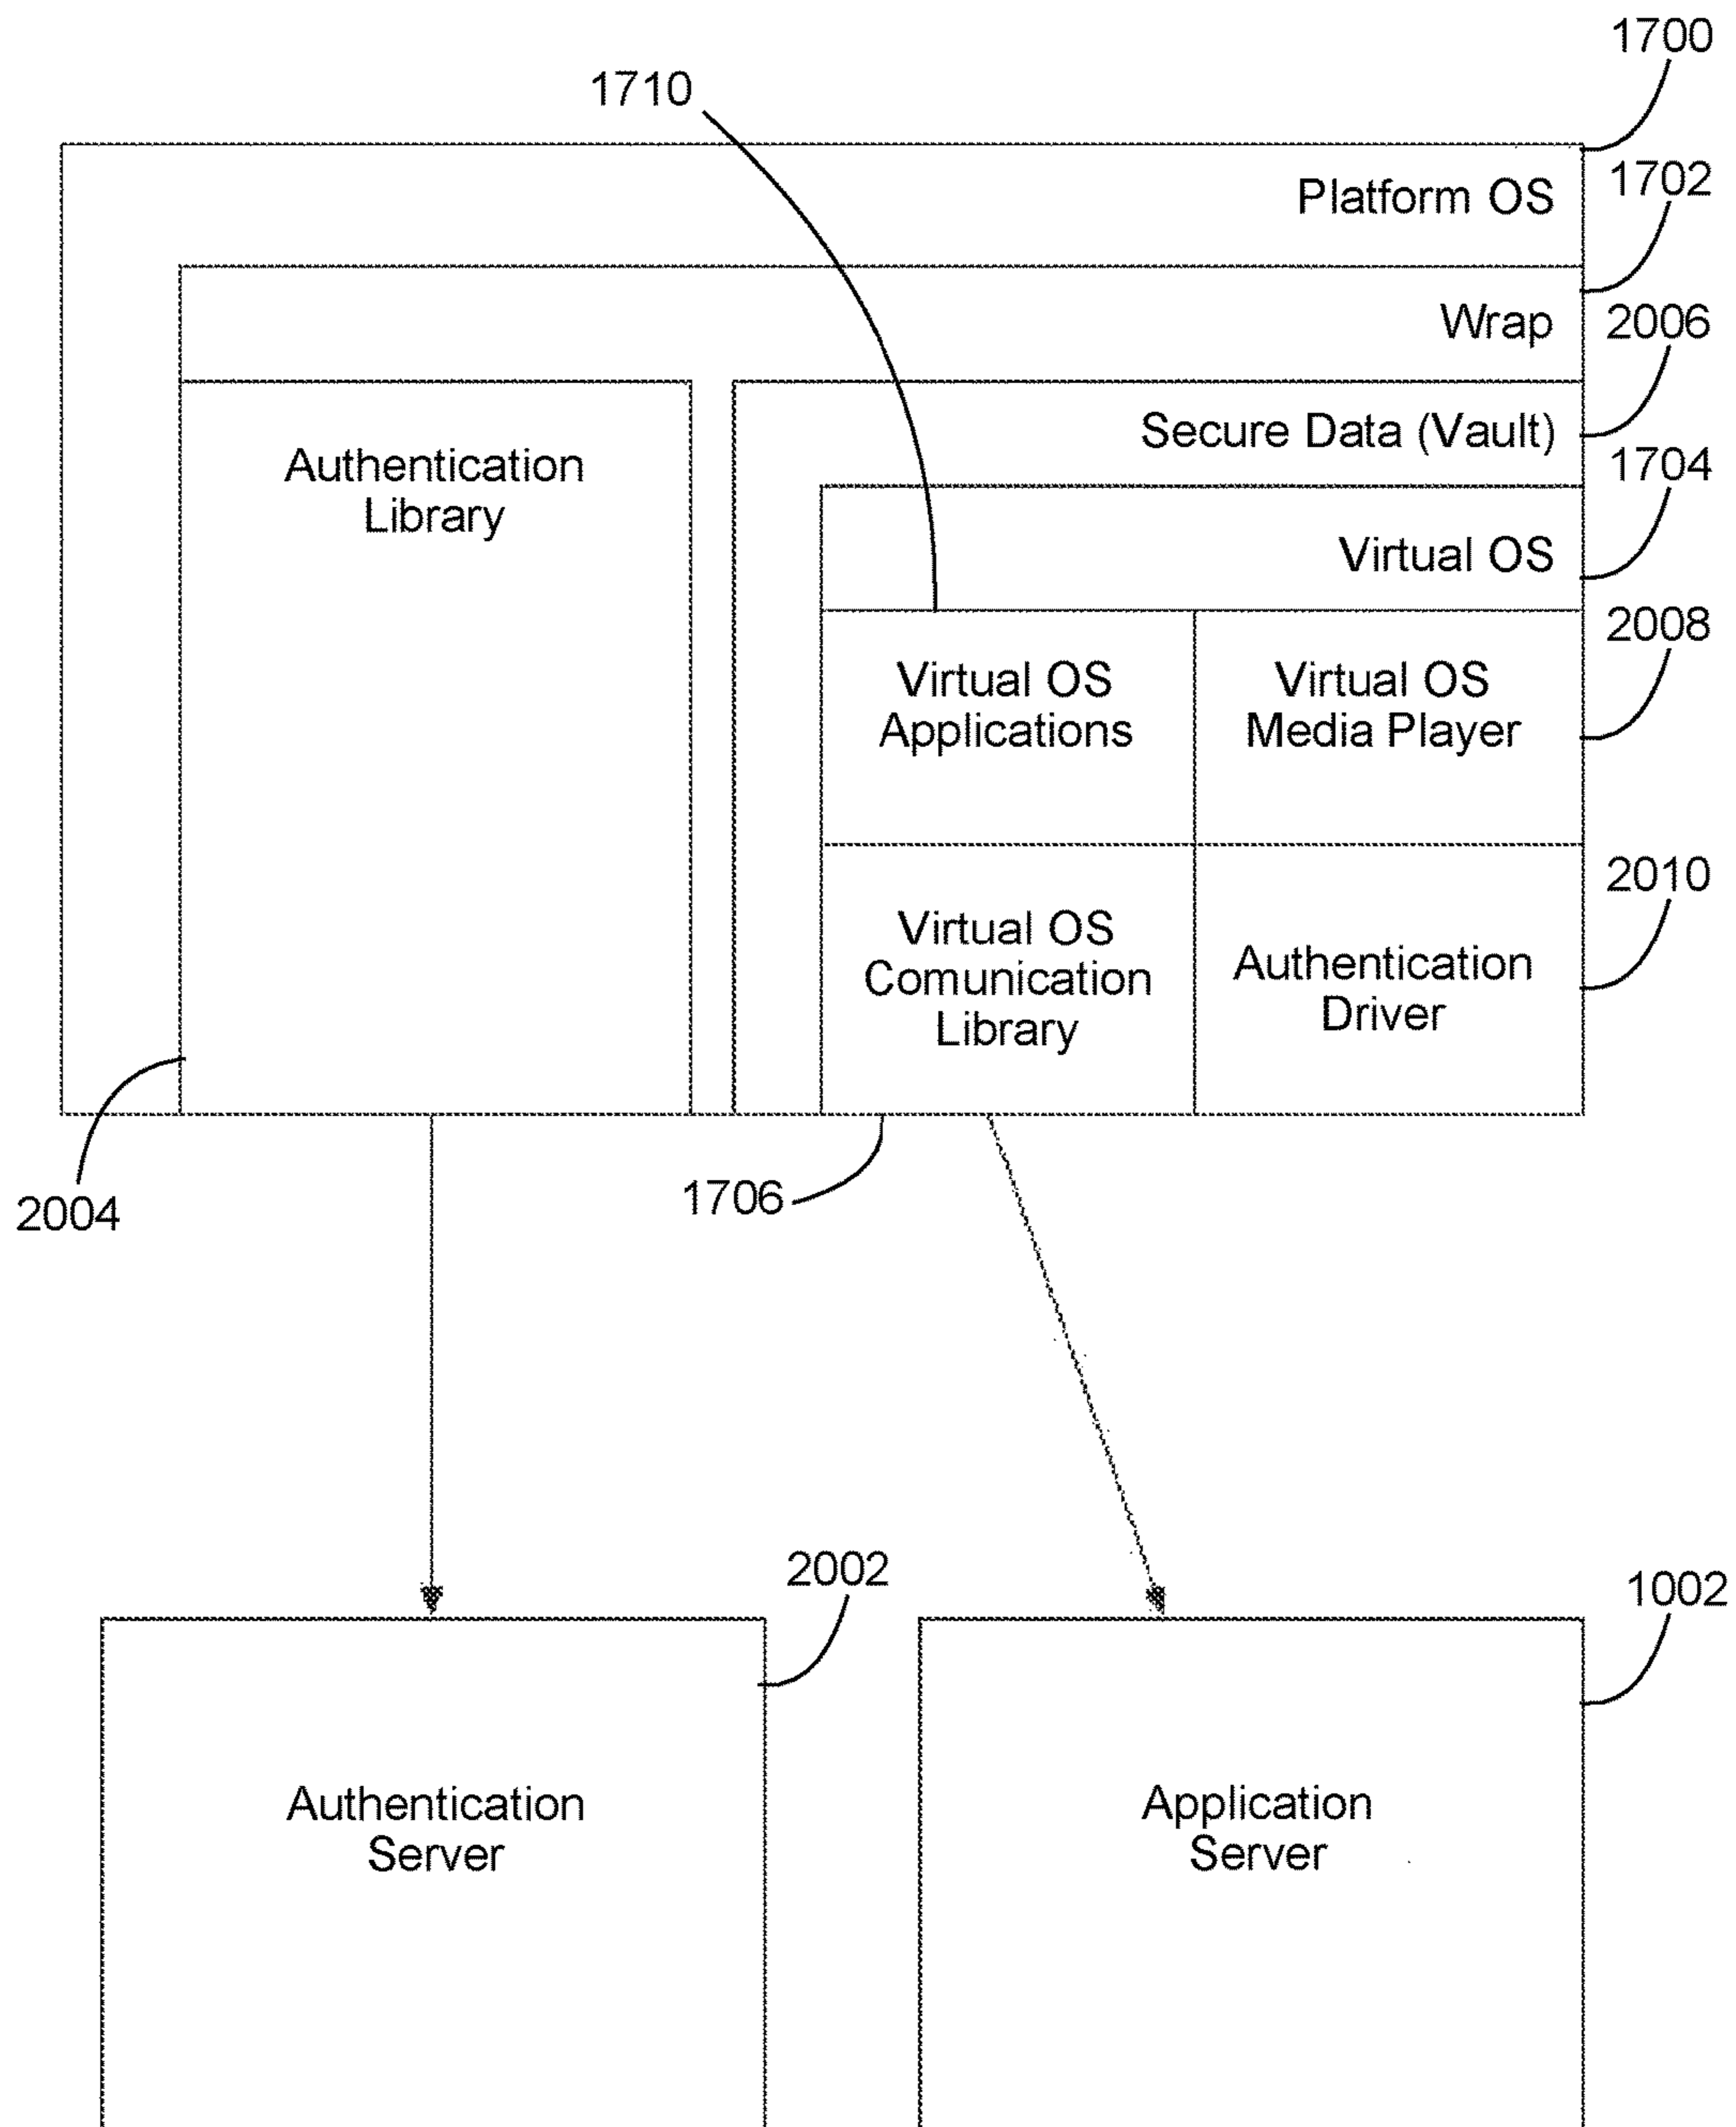 1700
1710
Platform OS
1702
Wrap
2006
Secure Data (Vault)
1704
Authentication
Library
Virtual OS
2008
Virtual OS
Applications
Virtual OS
Media Player
2010
Virtual OS
Comunication
Library
Authentication
Driver
2004
1706
2002
1002
Authentication
Server
Application
Server